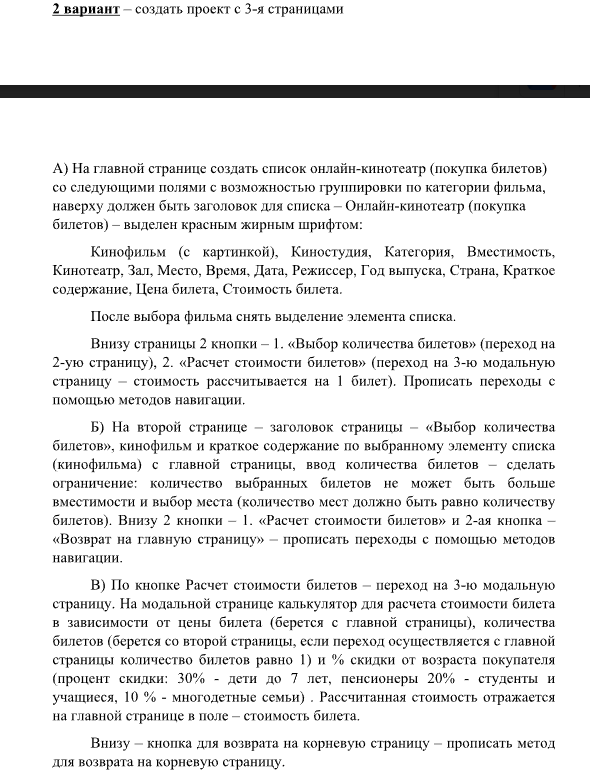 2 вариант – создать проект с 3-я страницами
А) На главной странице создать список онлайн-кинотеатр (покупка билетов)
со следующими полями с возможностью группировки по категории фильма,
наверху должен быть заголовок для списка – Онлайн-кинотеатр (покупка
билетов) – выделен красным жирным шрифтом:
Кинофильм (с картинкой), Киностудия, Категория, Вместимость,
Кинотеатр, Зал, Место, Время, Дата, Режиссер, Год выпуска, Страна, Краткое
содержание, Цена билета, Стоимость билета.
После выбора фильма снять выделение элемента списка.
Внизу страницы 2 кнопки – 1. «Выбор количества билетов» (переход на
2-ую страницу), 2. «Расчет стоимости билетов» (переход на 3-ю модальную
страницу – стоимость рассчитывается на 1 билет). Прописать переходы с
помощью методов навигации.
Б) На второй странице – заголовок страницы – «Выбор количества
билетов», кинофильм и краткое содержание по выбранному элементу списка
(кинофильма) с главной страницы, ввод количества билетов – сделать
ограничение: количество выбранных билетов не может быть больше
вместимости и выбор места (количество мест должно быть равно количеству
билетов). Внизу 2 кнопки – 1. «Расчет стоимости билетов» и 2-ая кнопка –
«Возврат на главную страницу» – прописать переходы с помощью методов
навигации.
В) По кнопке Расчет стоимости билетов – переход на 3-ю модальную
страницу. На модальной странице калькулятор для расчета стоимости билета
в зависимости от цены билета (берется с главной страницы), количества
билетов (берется со второй страницы, если переход осуществляется с главной
страницы количество билетов равно 1) и % скидки от возраста покупателя
(процент скидки: 30% - дети до 7 лет, пенсионеры 20% - студенты и
учащиеся, 10 % - многодетные семьи) . Рассчитанная стоимость отражается
на главной странице в поле – стоимость билета.
Внизу – кнопка для возврата на корневую страницу – прописать метод
для возврата на корневую страницу.